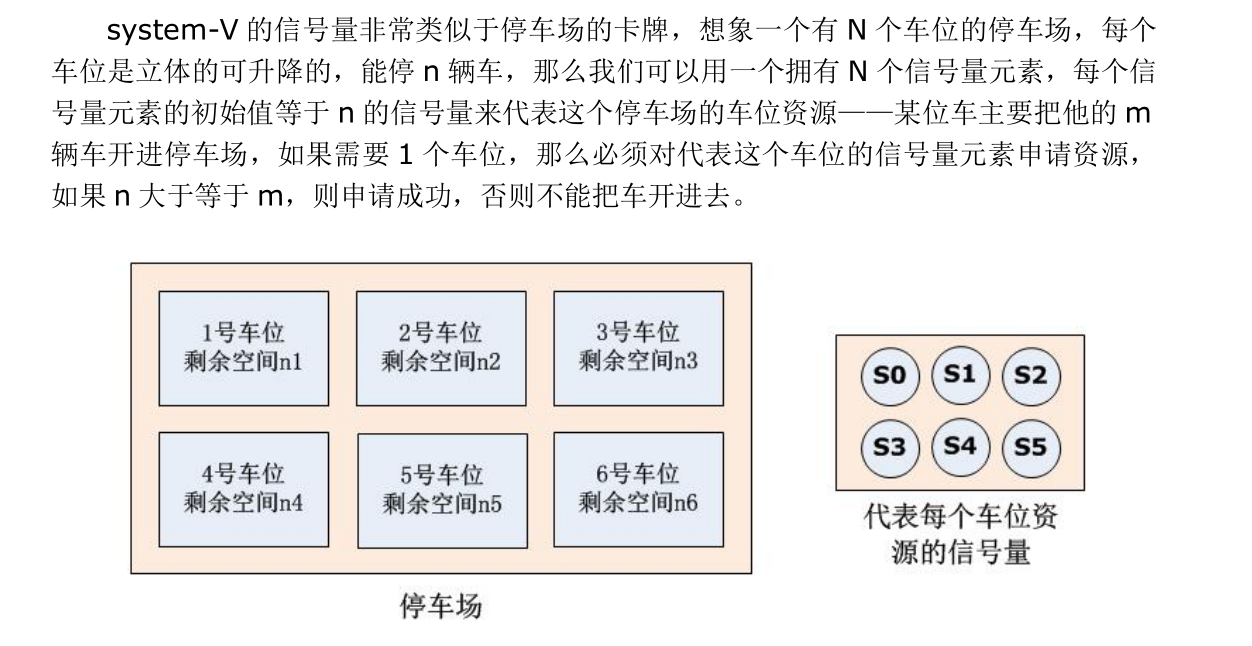 system-V 的信号量非常类似于停车场的卡牌，想象一个有 N 个车位的停车场，每个
车位是立体的可升降的，能停 n 辆车，那么我们可以用一个拥有 N 个信号量元素，每个信
号量元素的初始值等于 n 的信号量来代表这个停车场的车位资源——某位车主要把他的 m
辆车开进停车场，如果需要 1 个车位，那么必须对代表这个车位的信号量元素申请资源，
如果 n 大于等于 m，则申请成功，否则不能把车开进去。
1号车位
剩余空间n1
2号车位
剩余空间n2
3号车位
剩余空间n3
4号车位
剩余空间n4
5号车位
剩余空间n5
6号车位
剩余空间n6
停车场
S0
S1
S2
S3
S4
S5
代表每个车位资
源的信号量